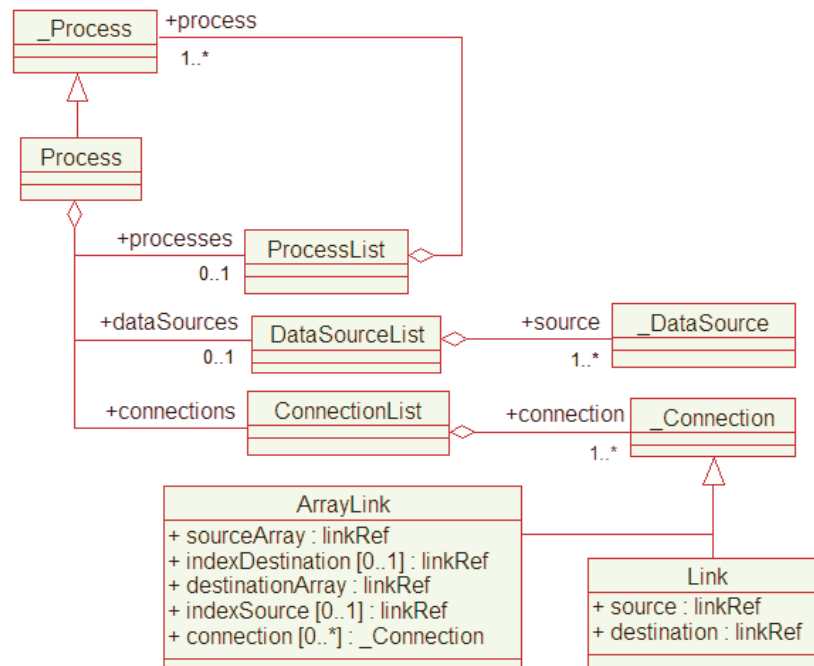 _Process
+process
1..*
Process
+processes
0..1
ProcessList
+dataSources
0..1
DataSourceList
+source
1..*
_DataSource
+connections
ConnectionList
+connection
1..*
_Connection
ArrayLink
+ sourceArray : linkRef
+ indexDestination [0..1] : linkRef
+ destinationArray : linkRef
+ indexSource [0..1] : linkRef
+ connection [0..*] : _Connection
Link
+ source : linkRef
+ destination : linkRef